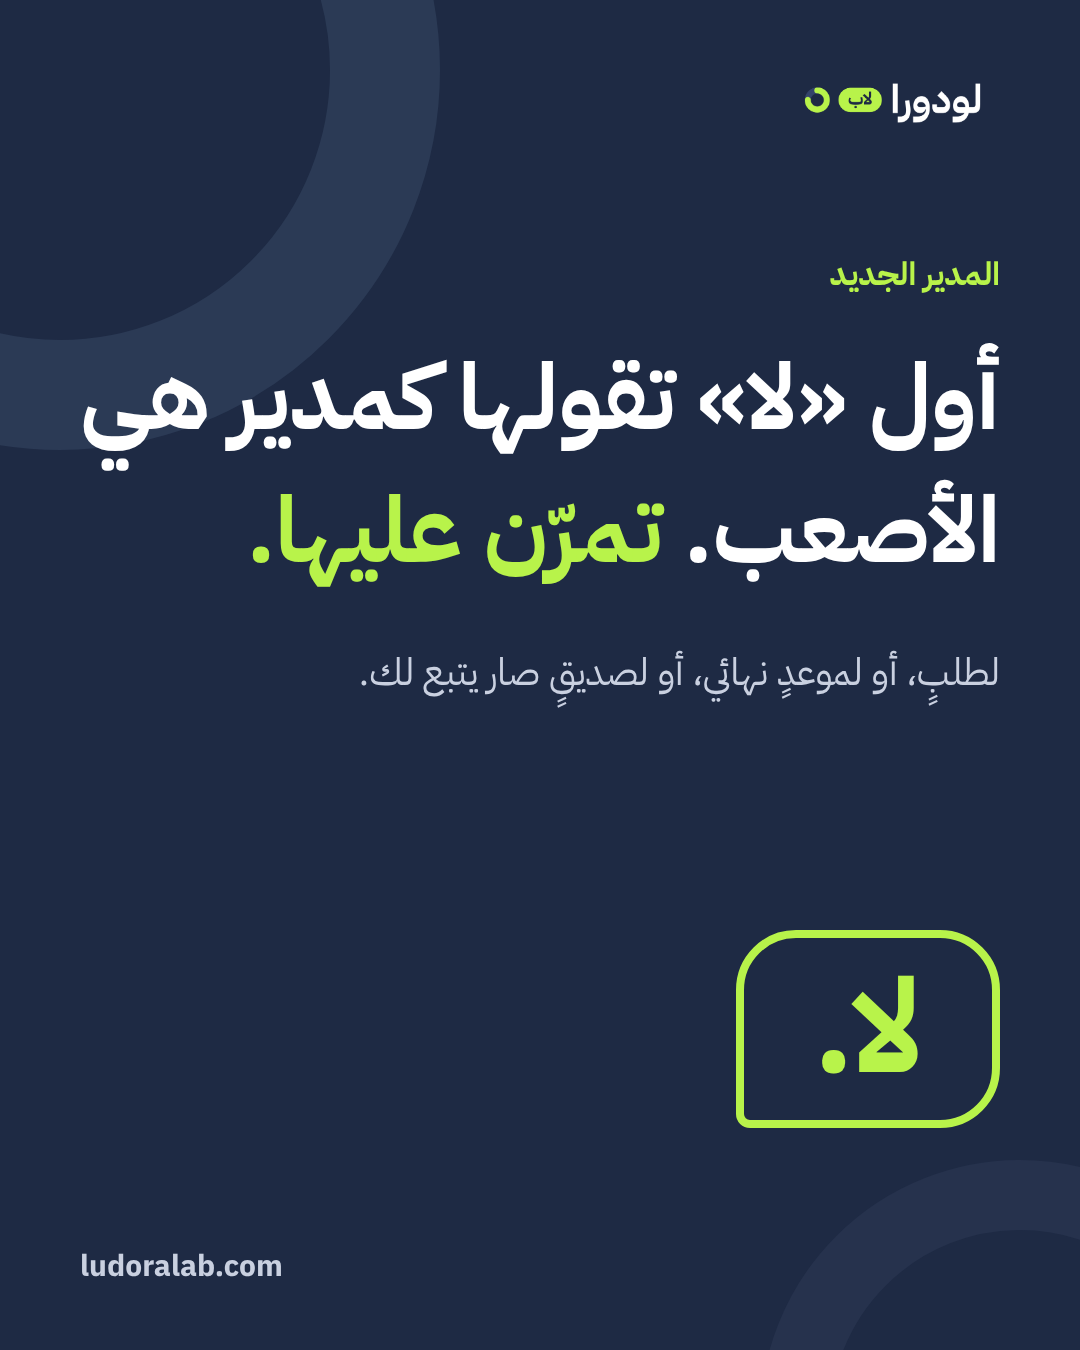 لودورا لاب
المدير الجديد
أول «لا» تقولها كمدير هي
الأصعب. تمرّن عليها.
لطلبٍ، أو لموعدٍ نهائي، أو لصديقٍ صار يتبع لك.
لا.
ludoralab.com